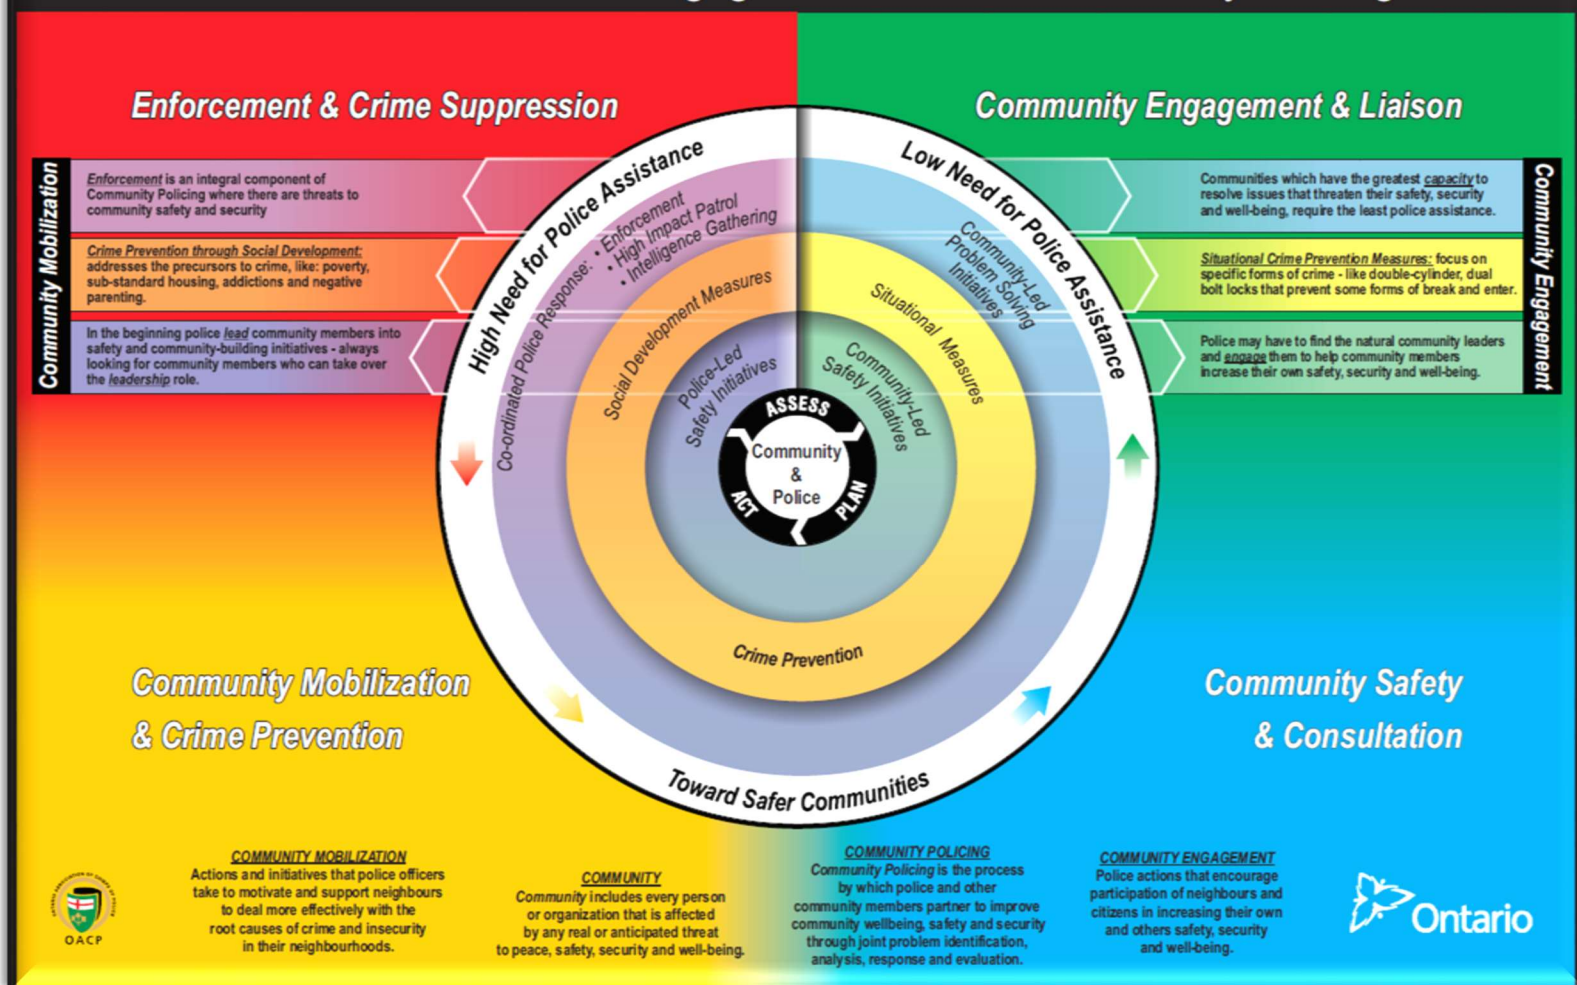 Enforcement & Crime Suppression
Community Engagement & Liaison
Community Mobilization
Enforcement is an integral component of
Community Policing where there are threats to
community safety and security
Crime Prevention through Social Development:
addresses the precursors to crime, like: poverty,
sub-standard housing, addictions and negative
parenting.
In the beginning police lead community members into
safety and community-building initiatives - always
looking for community members who can take over
the leadership role.
High Need for Police Assistance
Low Need for Police Assistance
Co-ordinated Police Response:
• Enforcement
• High Impact Patrol
• Intelligence Gathering
Community-Led
Problem Solving
Initiatives
Social Development Measures
Situational Measures
Police-Led
Safety Initiatives
Community-Led
Safety Initiatives
ASSESS
PLAN
ACT
Community
&
Police
Crime Prevention
Toward Safer Communities
Communities which have the greatest capacity to
resolve issues that threaten their safety, security
and well-being, require the least police assistance.
Situational Crime Prevention Measures: focus on
specific forms of crime - like double-cylinder, dual
bolt locks that prevent some forms of break and enter.
Police may have to find the natural community leaders
and engage them to help community members
increase their own safety, security and well-being.
Community Engagement
Community Mobilization
& Crime Prevention
Community Safety
& Consultation
OACP
COMMUNITY MOBILIZATION
Actions and initiatives that police officers
take to motivate and support neighbours
to deal more effectively with the
root causes of crime and insecurity
in their neighbourhoods.
COMMUNITY
Community includes every person
or organization that is affected
by any real or anticipated threat
to peace, safety, security and well-being.
COMMUNITY POLICING
Community Policing is the process
by which police and other
community members partner to improve
community wellbeing, safety and security
through joint problem identification,
analysis, response and evaluation.
COMMUNITY ENGAGEMENT
Police actions that encourage
participation of neighbours and
citizens in increasing their own
and others safety, security
and well-being.
Ontario